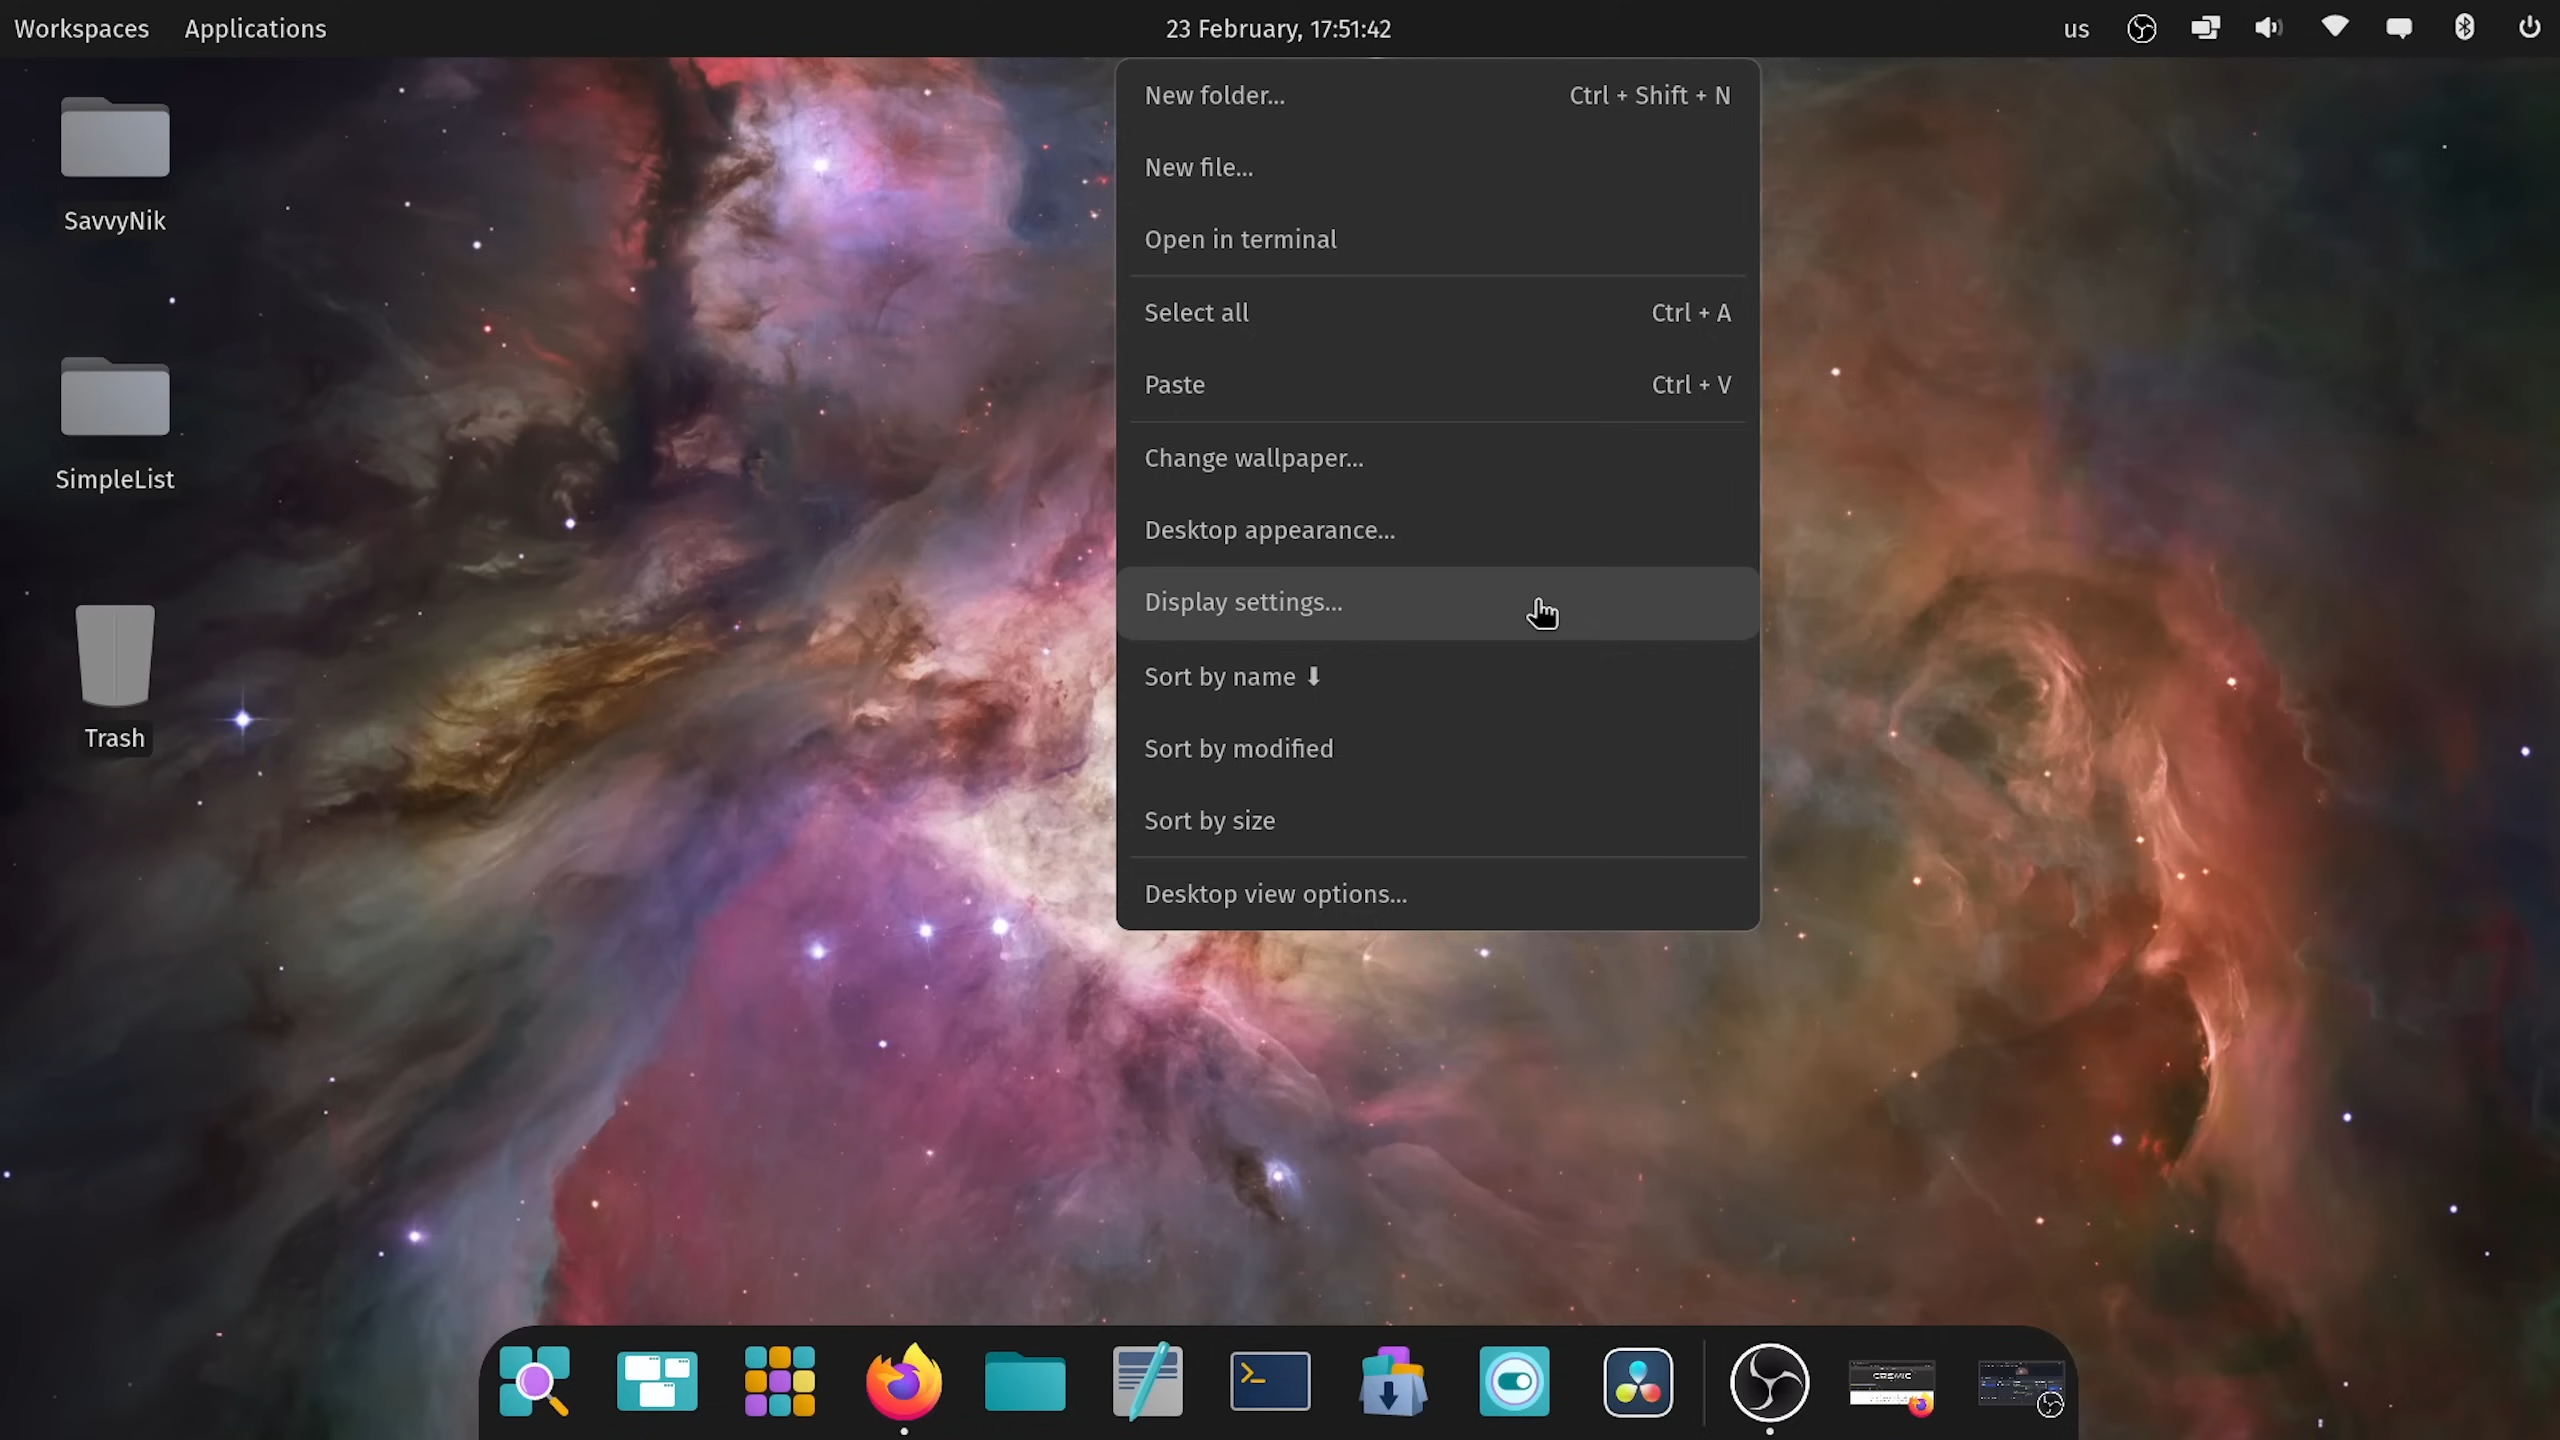 Workspaces Applications 23 February, 17:51:42 us
SavvyNik
SimpleList
Trash
New folder... Ctrl + Shift + N
New file...
Open in terminal
Select all Ctrl + A
Paste Ctrl + V
Change wallpaper...
Desktop appearance...
Display settings...
Sort by name ⬇
Sort by modified
Sort by size
Desktop view options...
COSMIC